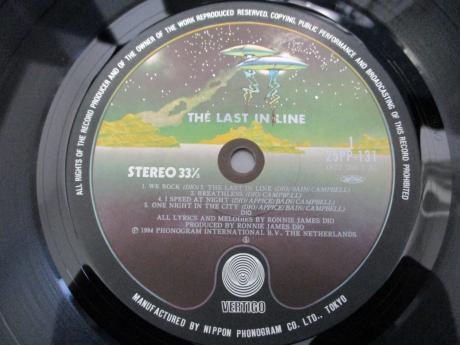 ALL RIGHTS OF THE RECORD PRODUCER AND OF THE OWNER OF THE WORK REPRODUCED RESERVED. COPYING, PUBLIC PERFORMANCE AND BROADCASTING OF THIS RECORD PROHIBITED
THE LAST IN LINE
STEREO 33⅓
1
25PP-131
1. WE ROCK (DIO) 2. THE LAST IN LINE (DIO/BAIN/CAMPBELL)
3. BREATHLESS (DIO/CAMPBELL)
4. I SPEED AT NIGHT (DIO/APPICE/BAIN/CAMPBELL)
5. ONE NIGHT IN THE CITY (DIO/APPICE/BAIN/CAMPBELL)
DIO
ALL LYRICS AND MELODIES BY RONNIE JAMES DIO
PRODUCED BY RONNIE JAMES DIO
℗ 1984 PHONOGRAM INTERNATIONAL B.V. THE NETHERLANDS
VERTIGO
MANUFACTURED BY NIPPON PHONOGRAM CO. LTD., TOKYO